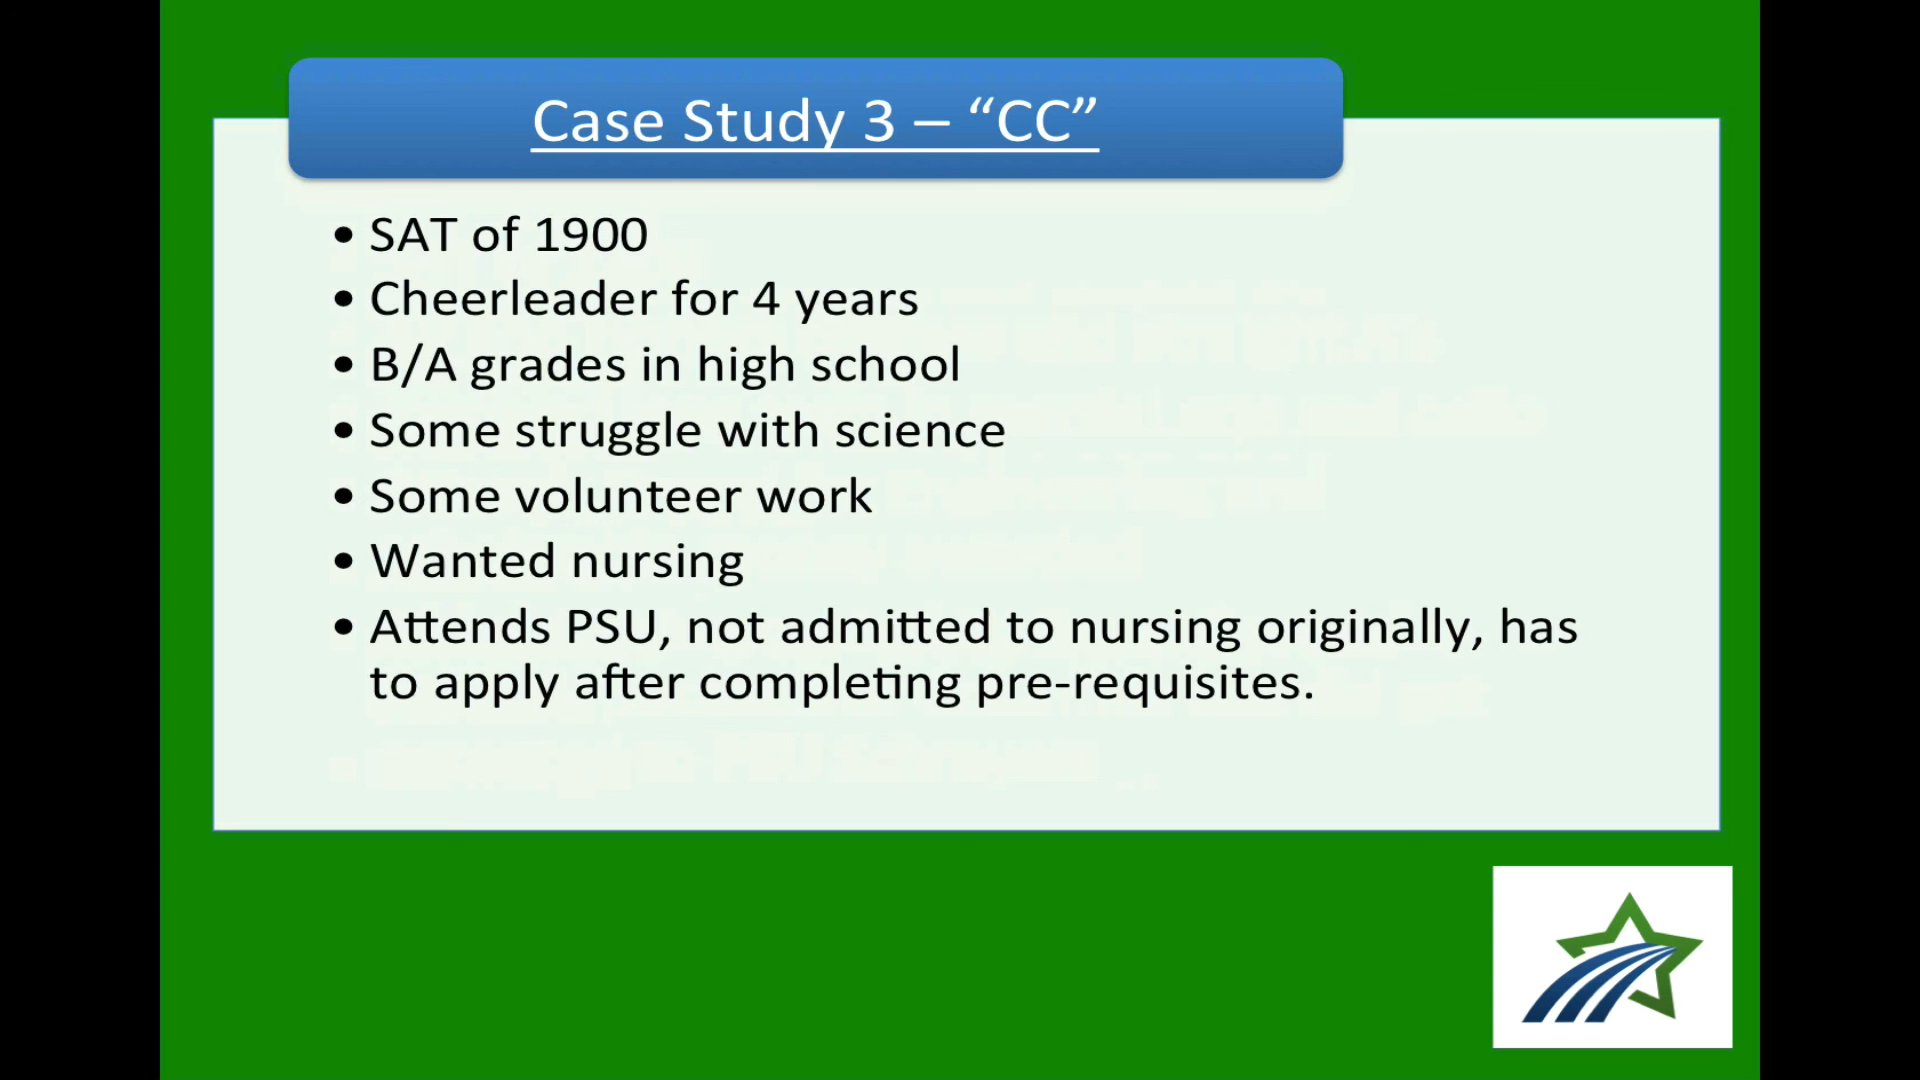 Case Study 3 – “CC”
• SAT of 1900
• Cheerleader for 4 years
• B/A grades in high school
• Some struggle with science
• Some volunteer work
• Wanted nursing
• Attends PSU, not admitted to nursing originally, has
to apply after completing pre-requisites.